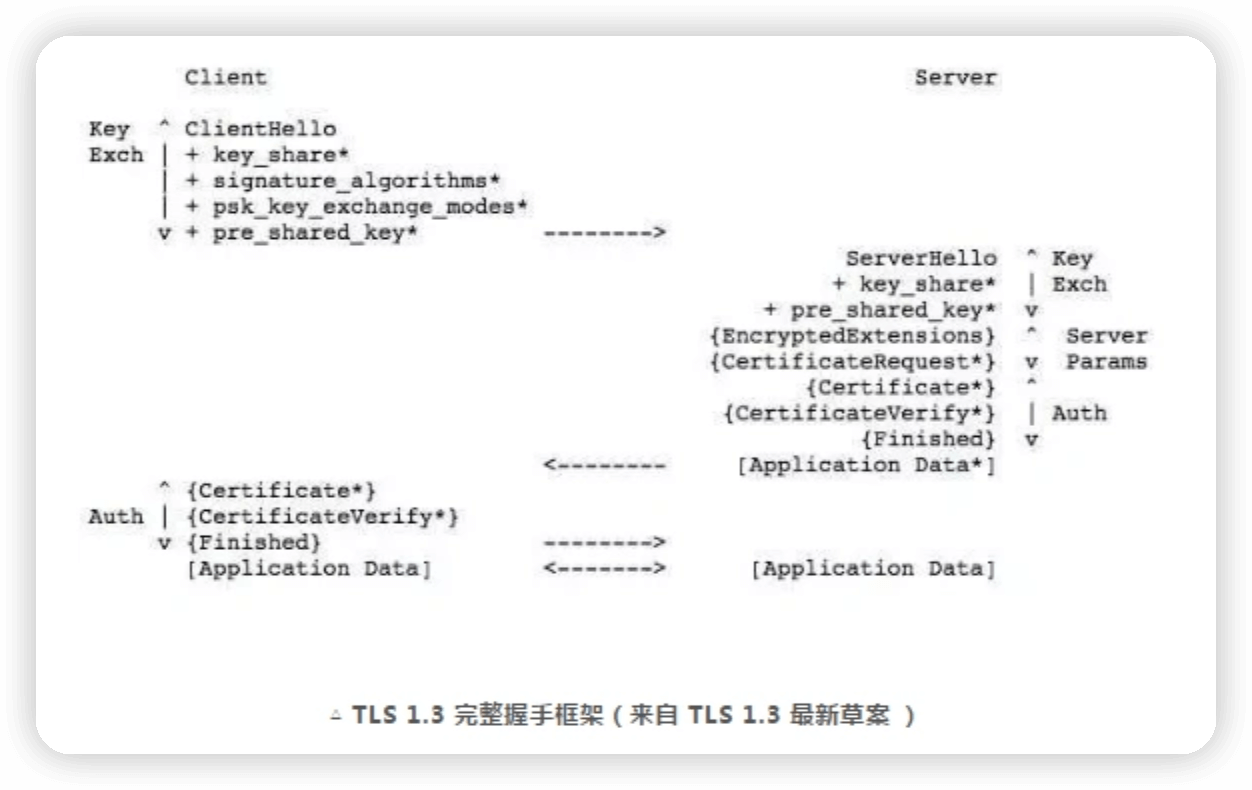 Client                                               Server

Key  ^ ClientHello
Exch | + key_share*
     | + signature_algorithms*
     | + psk_key_exchange_modes*
     v + pre_shared_key*         -------->
                                                ServerHello  ^ Key
                                               + key_share*  | Exch
                                          + pre_shared_key*  v
                                      {EncryptedExtensions}  ^  Server
                                      {CertificateRequest*}  v  Params
                                             {Certificate*}  ^
                                       {CertificateVerify*}  | Auth
                                                 {Finished}  v
                                 <--------     [Application Data*]
     ^ {Certificate*}
Auth | {CertificateVerify*}
     v {Finished}                -------->
       [Application Data]        <------->      [Application Data]
△ TLS 1.3 完整握手框架（来自 TLS 1.3 最新草案 ）